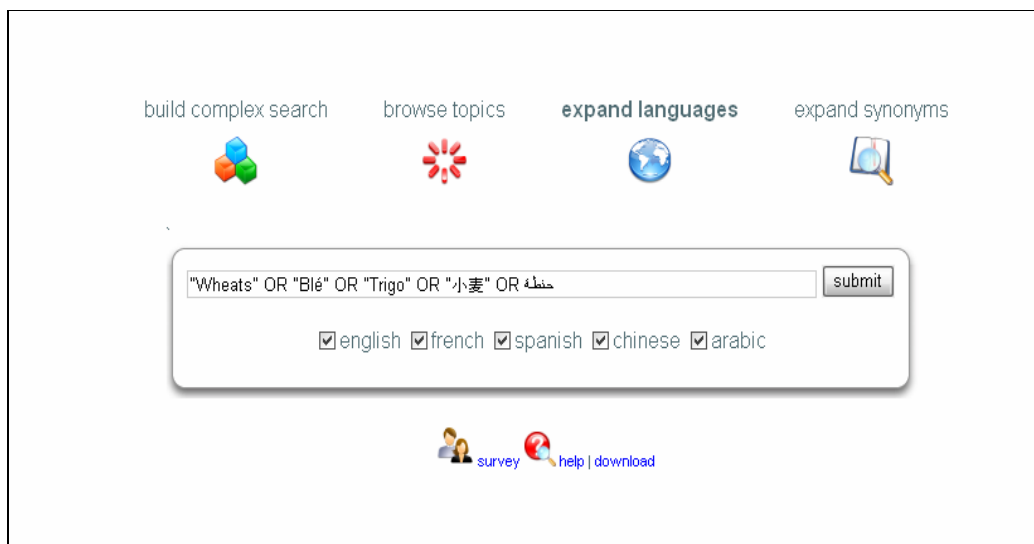 build complex search browse topics expand languages expand synonyms
`
"Wheats" OR "Blé" OR "Trigo" OR "小麦" OR حنطة submit
english french spanish chinese arabic
survey help | download